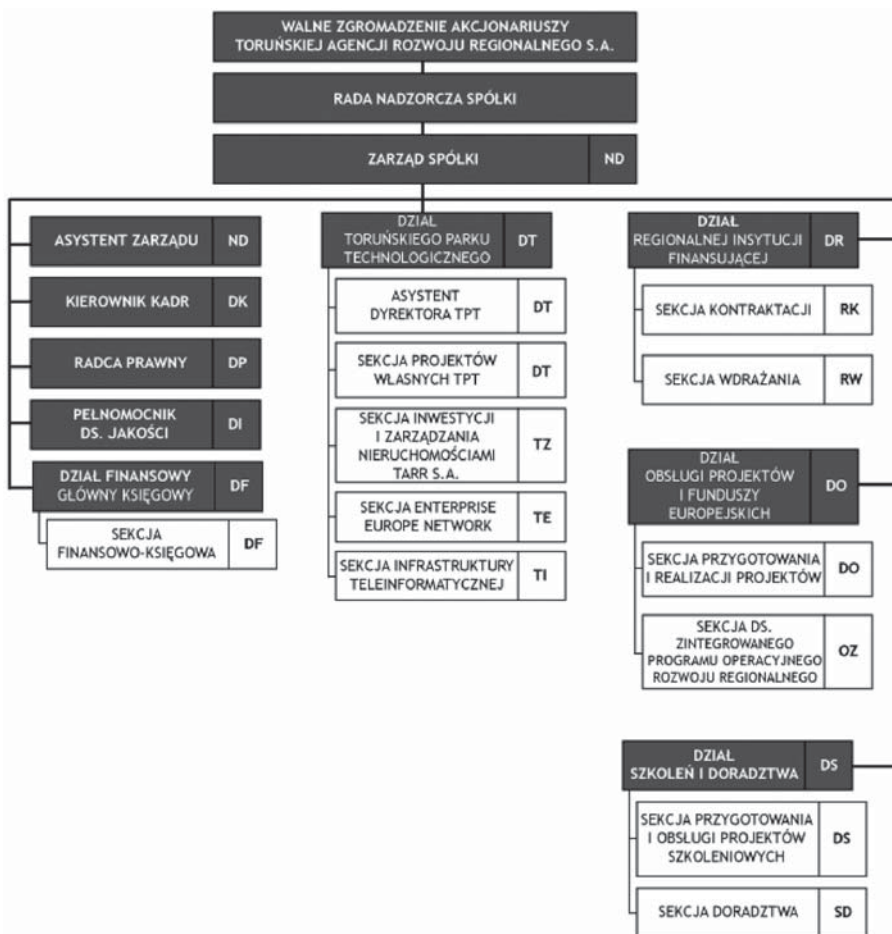 WALNE ZGROMADZENIE AKCJONARIUSZY
TORUŃSKIEJ AGENCJI ROZWOJU REGIONALNEGO S.A.
RADA NADZORCZA SPÓŁKI
ZARZĄD SPÓŁKI ND
ASYSTENT ZARZĄDU ND
KIEROWNIK KADR DK
RADCA PRAWNY DP
PEŁNOMOCNIK
DS. JAKOŚCI DI
DZIAŁ FINANSOWY
GŁÓWNY KSIĘGOWY DF
SEKCJA
FINANSOWO-KSIĘGOWA DF
DZIAŁ
TORUŃSKIEGO PARKU
TECHNOLOGICZNEGO DT
ASYSTENT
DYREKTORA TPT DT
SEKCJA PROJEKTÓW
WŁASNYCH TPT DT
SEKCJA INWESTYCJI
I ZARZĄDZANIA
NIERUCHOMOŚCIAMI
TARR S.A. TZ
SEKCJA ENTERPRISE
EUROPE NETWORK TE
SEKCJA INFRASTRUKTURY
TELEINFORMATYCZNEJ TI
DZIAŁ
REGIONALNEJ INSYTUCJI
FINANSUJĄCEJ DR
SEKCJA KONTRAKTACJI RK
SEKCJA WDRAŻANIA RW
DZIAŁ
OBSŁUGI PROJEKTÓW
I FUNDUSZY
EUROPEJSKICH DO
SEKCJA PRZYGOTOWANIA
I REALIZACJI PROJEKTÓW DO
SEKCJA DS.
ZINTEGROWANEGO
PROGRAMU OPERACYJNEGO
ROZWOJU REGIONALNEGO OZ
DZIAŁ
SZKOLEŃ I DORADZTWA DS
SEKCJA PRZYGOTOWANIA
I OBSŁUGI PROJEKTÓW
SZKOLENIOWYCH DS
SEKCJA DORADZTWA SD